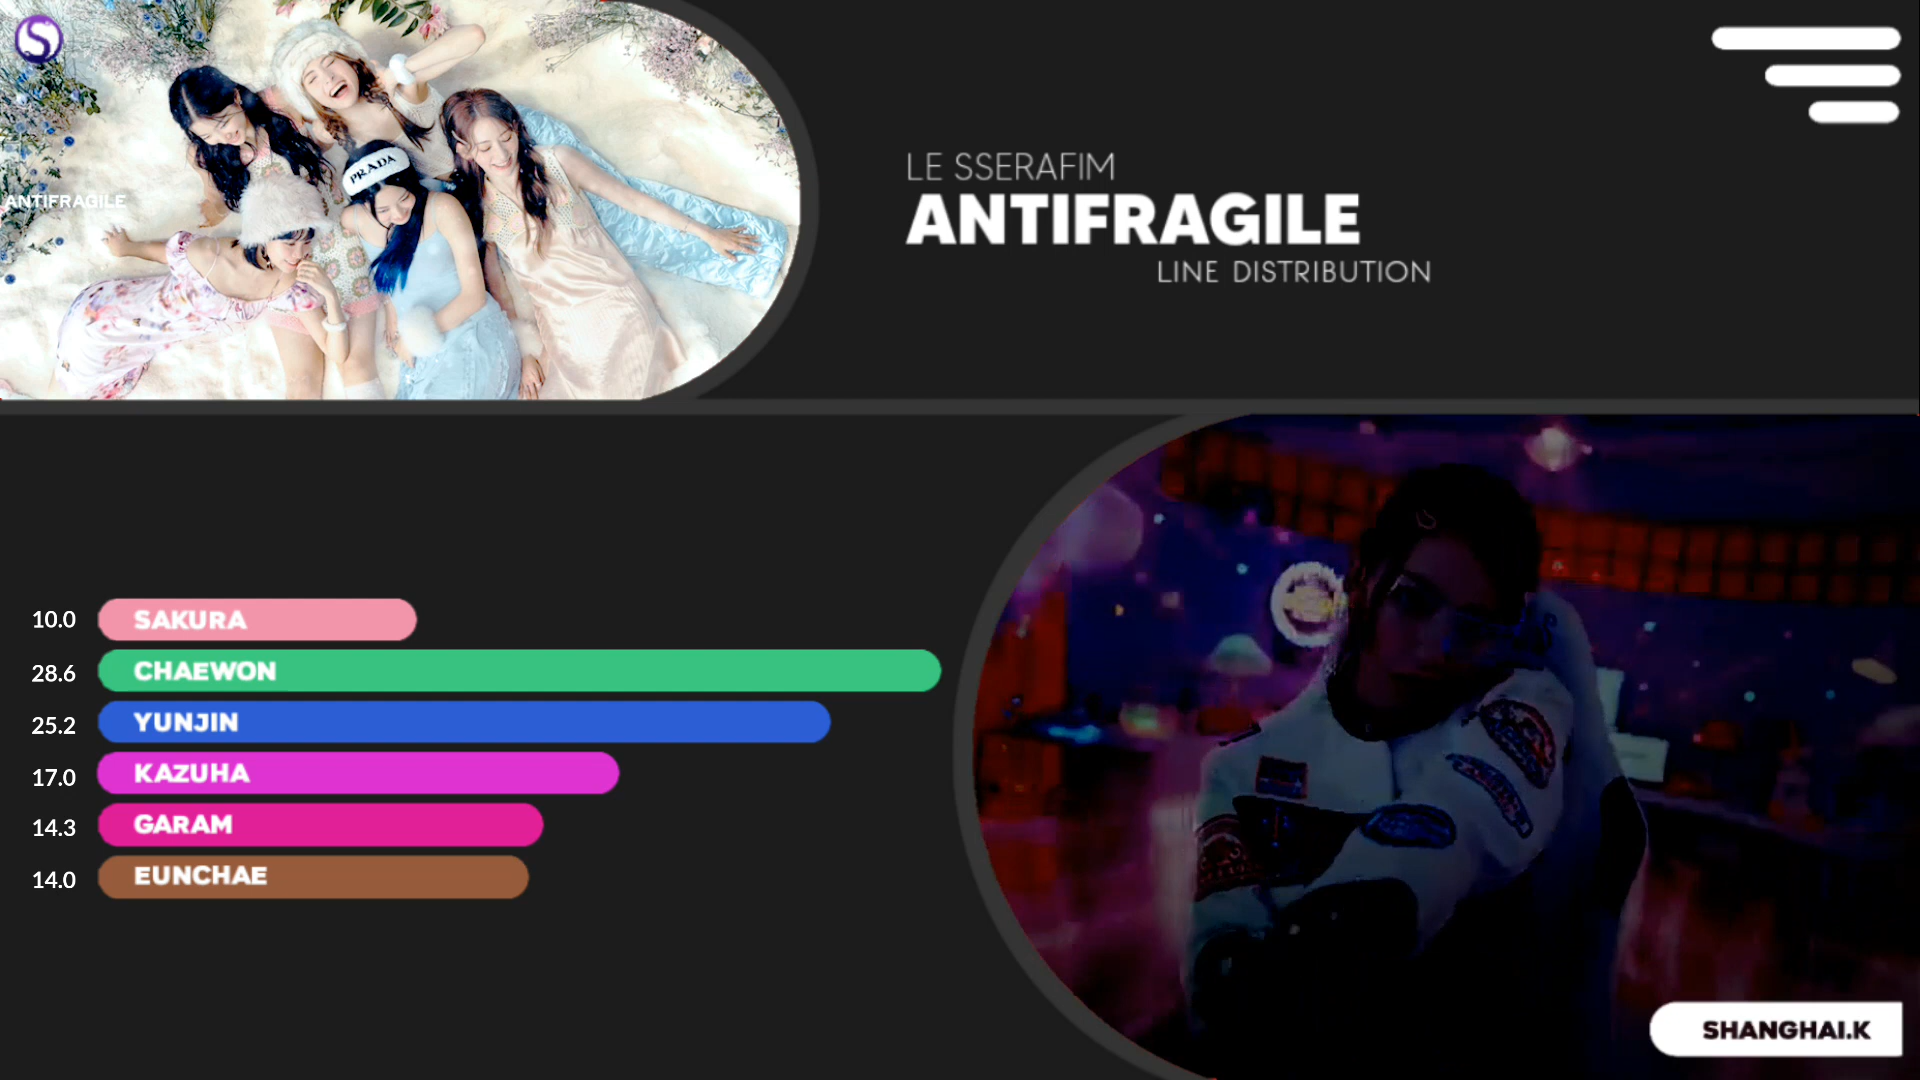 S
PRADA
ANTIFRAGILE
LE SSERAFIM
ANTIFRAGILE
LINE DISTRIBUTION
10.0 SAKURA
28.6 CHAEWON
25.2 YUNJIN
17.0 KAZUHA
14.3 GARAM
14.0 EUNCHAE
SHANGHAI.K